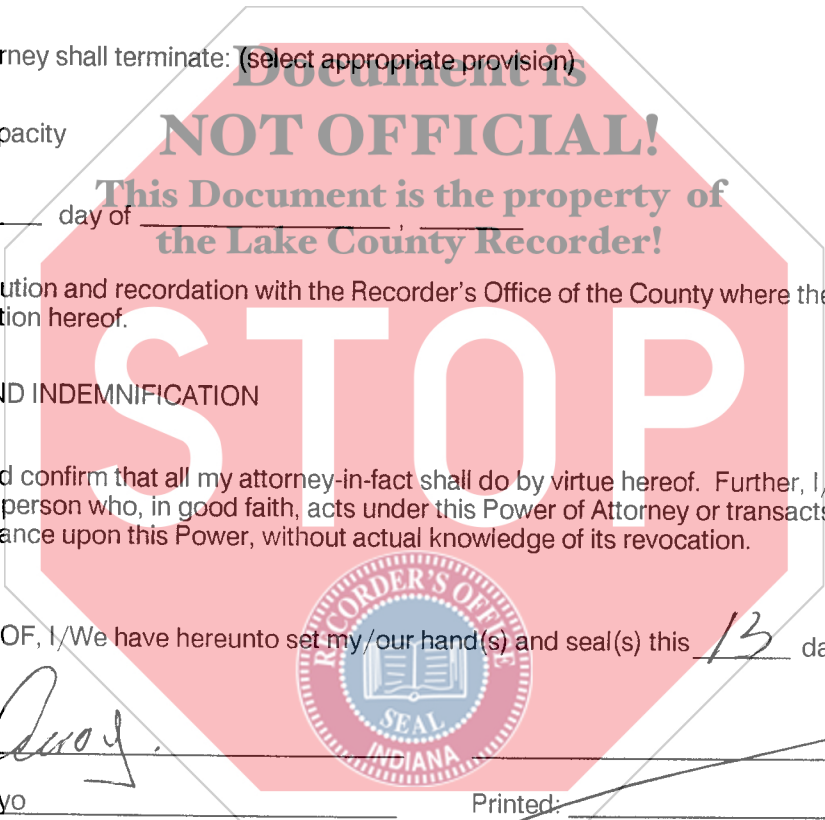 rney shall terminate: (select appropriate provision)
Document is
pacity
NOT OFFICIAL!
This Document is the property of
day of ,
the Lake County Recorder!
ution and recordation with the Recorder's Office of the County where the
tion hereof.
STOP
ND INDEMNIFICATION
d confirm that all my attorney-in-fact shall do by virtue hereof. Further, I/
person who, in good faith, acts under this Power of Attorney or transacts
ance upon this Power, without actual knowledge of its revocation.
RECORDER'S OFFICE
OF, I/We have hereunto set my/our hand(s) and seal(s) this 13 da
SEAL
INDIANA
yo
Printed: